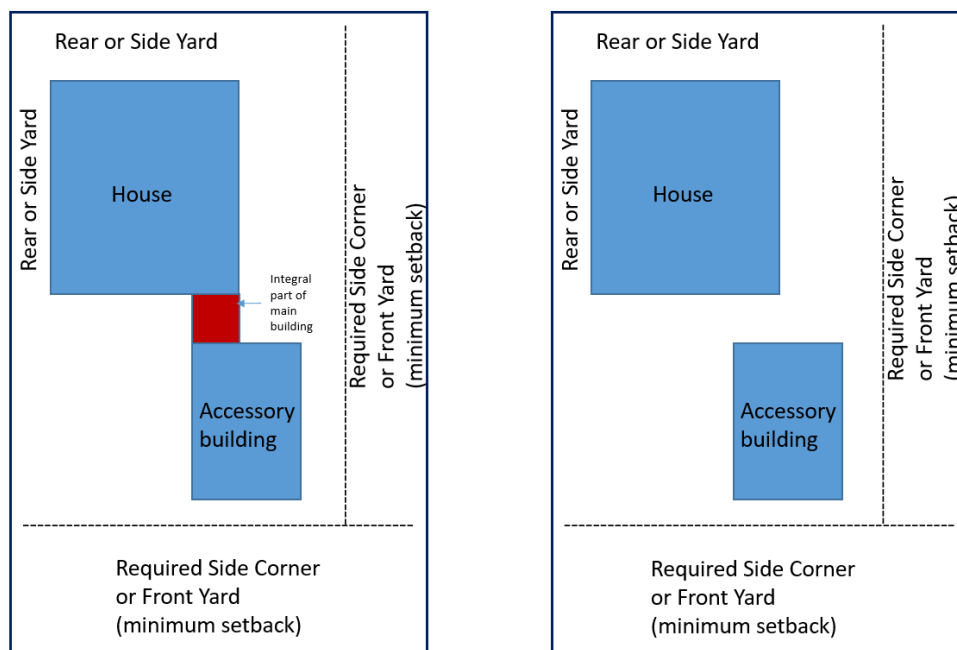 Rear or Side Yard
Rear or Side Yard
House
Integral
part of
main
building
Required Side Corner
or Front Yard
(minimum setback)
Accessory
building
Required Side Corner
or Front Yard
(minimum setback)
Rear or Side Yard
Rear or Side Yard
House
Required Side Corner
or Front Yard
(minimum setback)
Accessory
building
Required Side Corner
or Front Yard
(minimum setback)